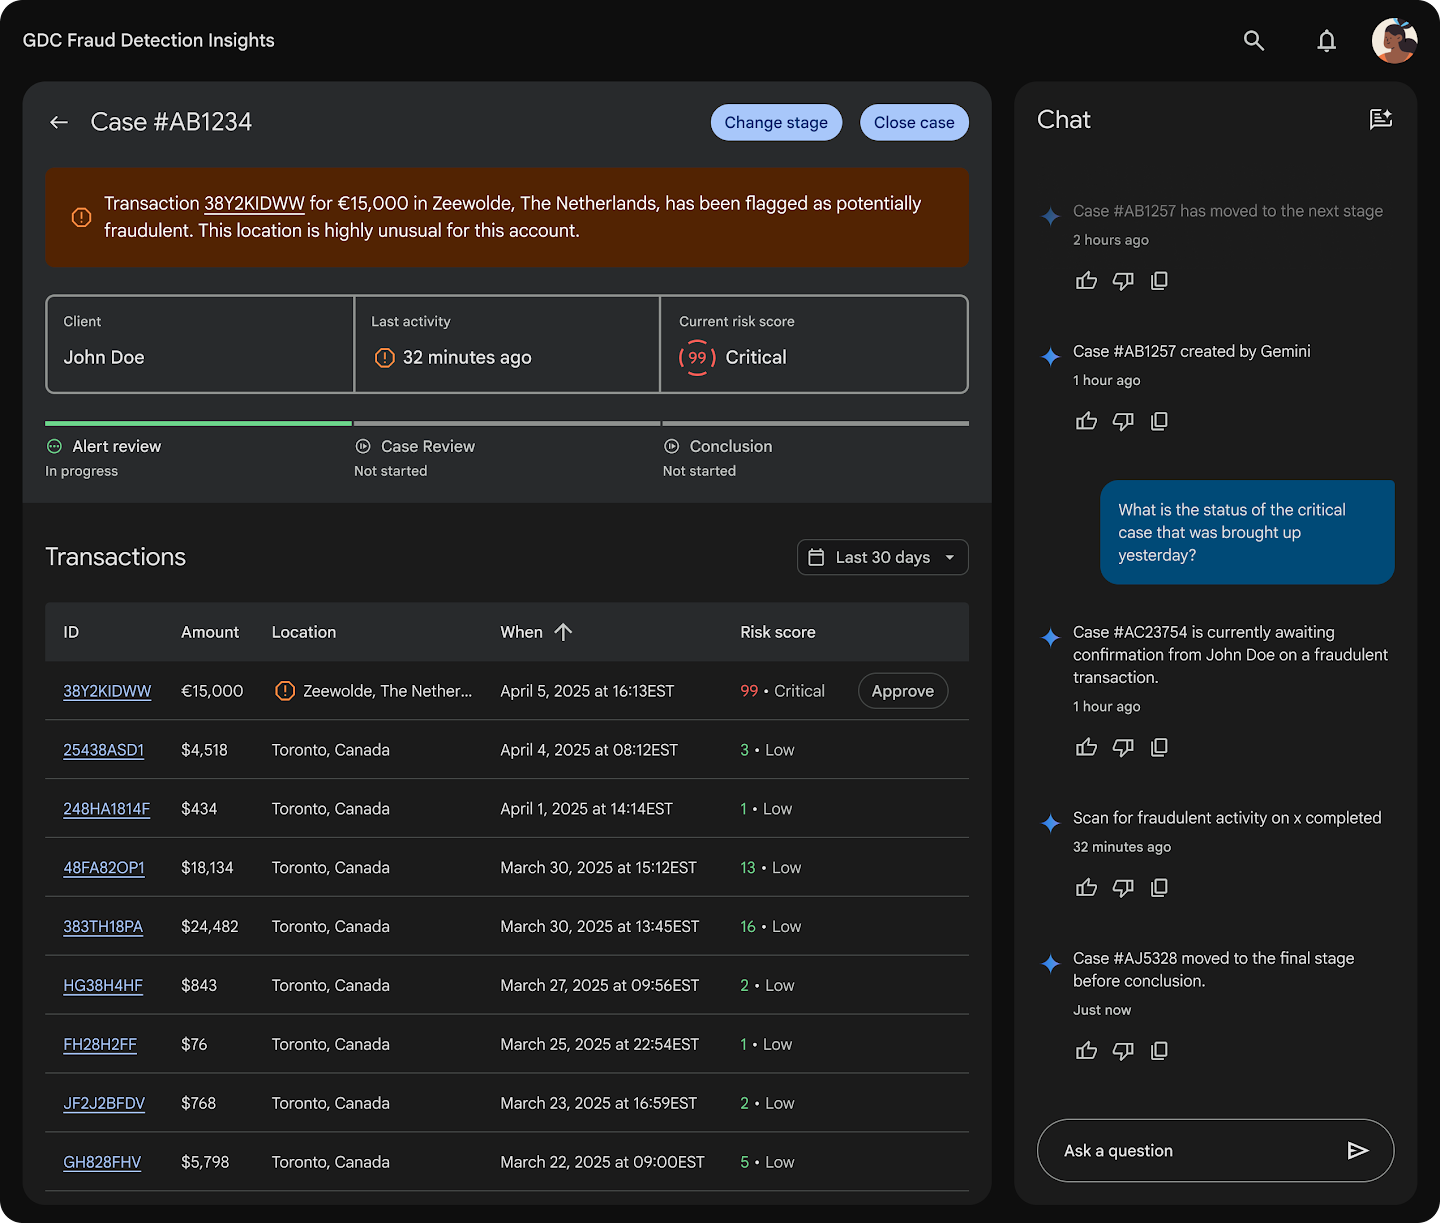 GDC Fraud Detection Insights
Case #AB1234
Change stage
Close case
Transaction 38Y2KIDWW for €15,000 in Zeewolde, The Netherlands, has been flagged as potentially
fraudulent. This location is highly unusual for this account.
Client
John Doe
Last activity
32 minutes ago
Current risk score
99 Critical
Alert review
In progress
Case Review
Not started
Conclusion
Not started
Transactions
Last 30 days
ID Amount Location When Risk score
38Y2KIDWW €15,000 Zeewolde, The Nether... April 5, 2025 at 16:13EST 99 • Critical Approve
25438ASD1 $4,518 Toronto, Canada April 4, 2025 at 08:12EST 3 • Low
248HA1814F $434 Toronto, Canada April 1, 2025 at 14:14EST 1 • Low
48FA82OP1 $18,134 Toronto, Canada March 30, 2025 at 15:12EST 13 • Low
383TH18PA $24,482 Toronto, Canada March 30, 2025 at 13:45EST 16 • Low
HG38H4HF $843 Toronto, Canada March 27, 2025 at 09:56EST 2 • Low
FH28H2FF $76 Toronto, Canada March 25, 2025 at 22:54EST 1 • Low
JF2J2BFDV $768 Toronto, Canada March 23, 2025 at 16:59EST 2 • Low
GH828FHV $5,798 Toronto, Canada March 22, 2025 at 09:00EST 5 • Low
Chat
Case #AB1257 has moved to the next stage
2 hours ago
Case #AB1257 created by Gemini
1 hour ago
What is the status of the critical
case that was brought up
yesterday?
Case #AC23754 is currently awaiting
confirmation from John Doe on a fraudulent
transaction.
1 hour ago
Scan for fraudulent activity on x completed
32 minutes ago
Case #AJ5328 moved to the final stage
before conclusion.
Just now
Ask a question